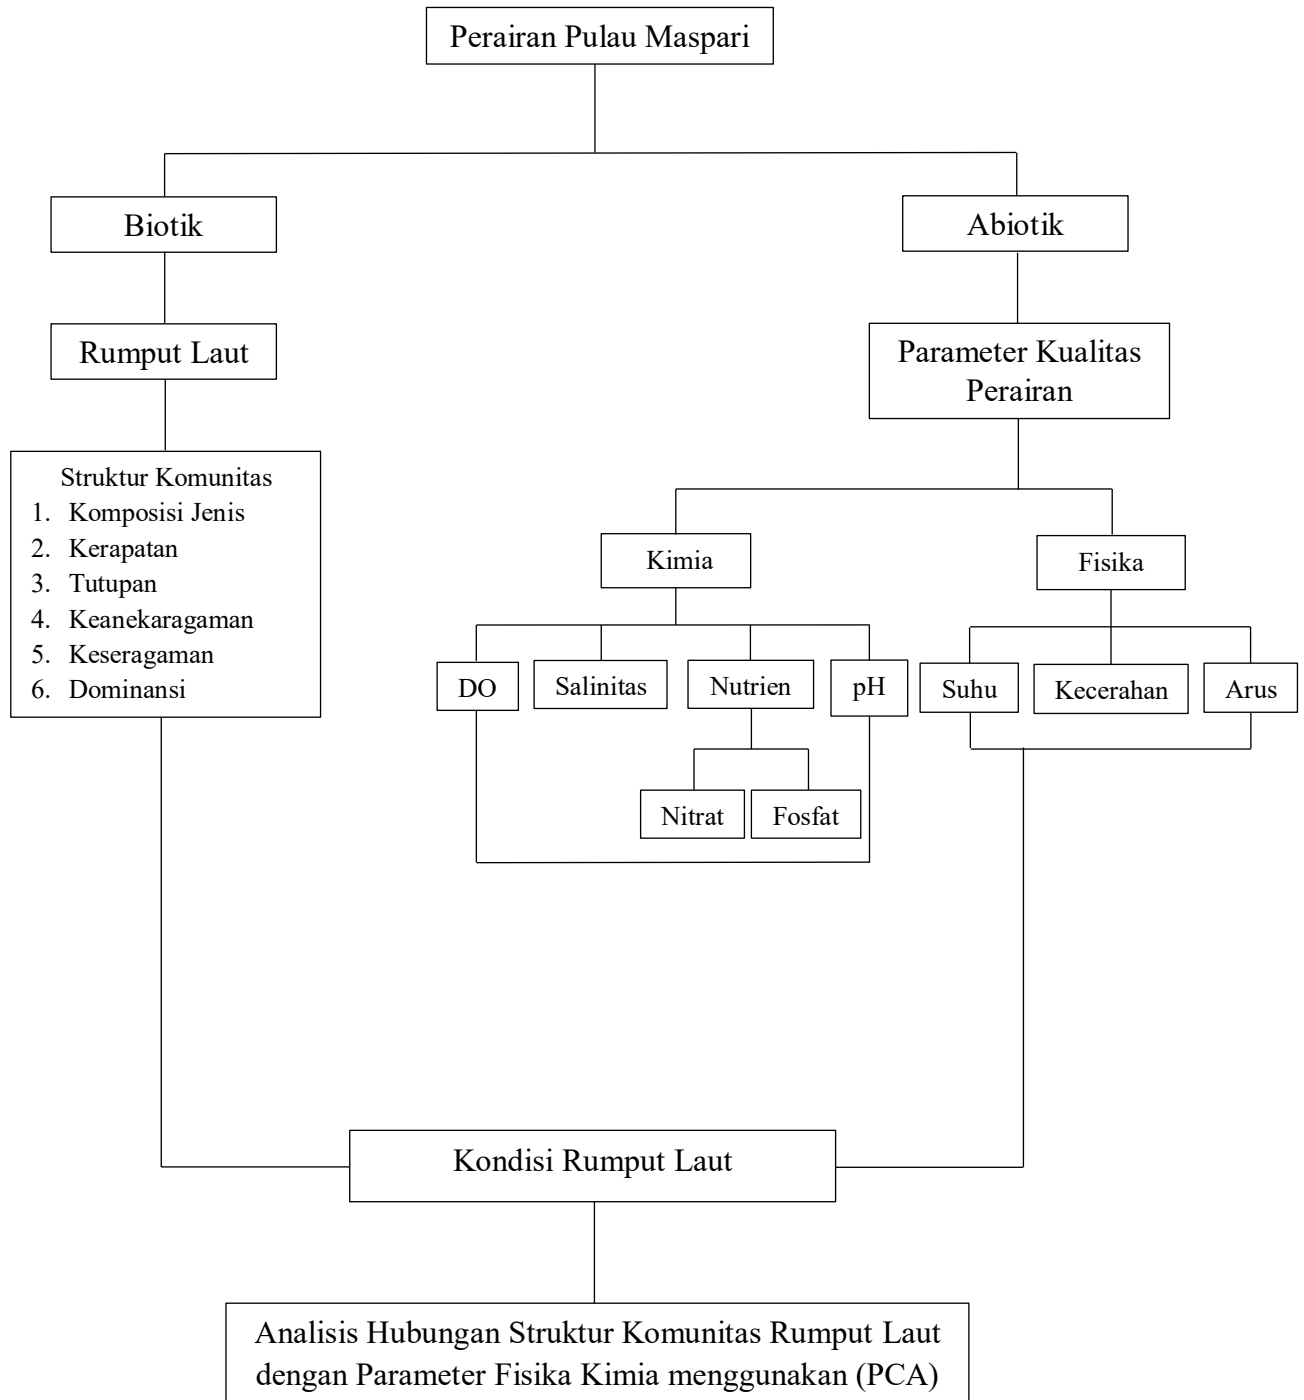 Perairan Pulau Maspari
Biotik
Abiotik
Rumput Laut
Parameter Kualitas
Perairan
Struktur Komunitas
1. Komposisi Jenis
2. Kerapatan
3. Tutupan
4. Keanekaragaman
5. Keseragaman
6. Dominansi
Kimia
Fisika
DO
Salinitas
Nutrien
pH
Suhu
Kecerahan
Arus
Nitrat
Fosfat
Kondisi Rumput Laut
Analisis Hubungan Struktur Komunitas Rumput Laut
dengan Parameter Fisika Kimia menggunakan (PCA)